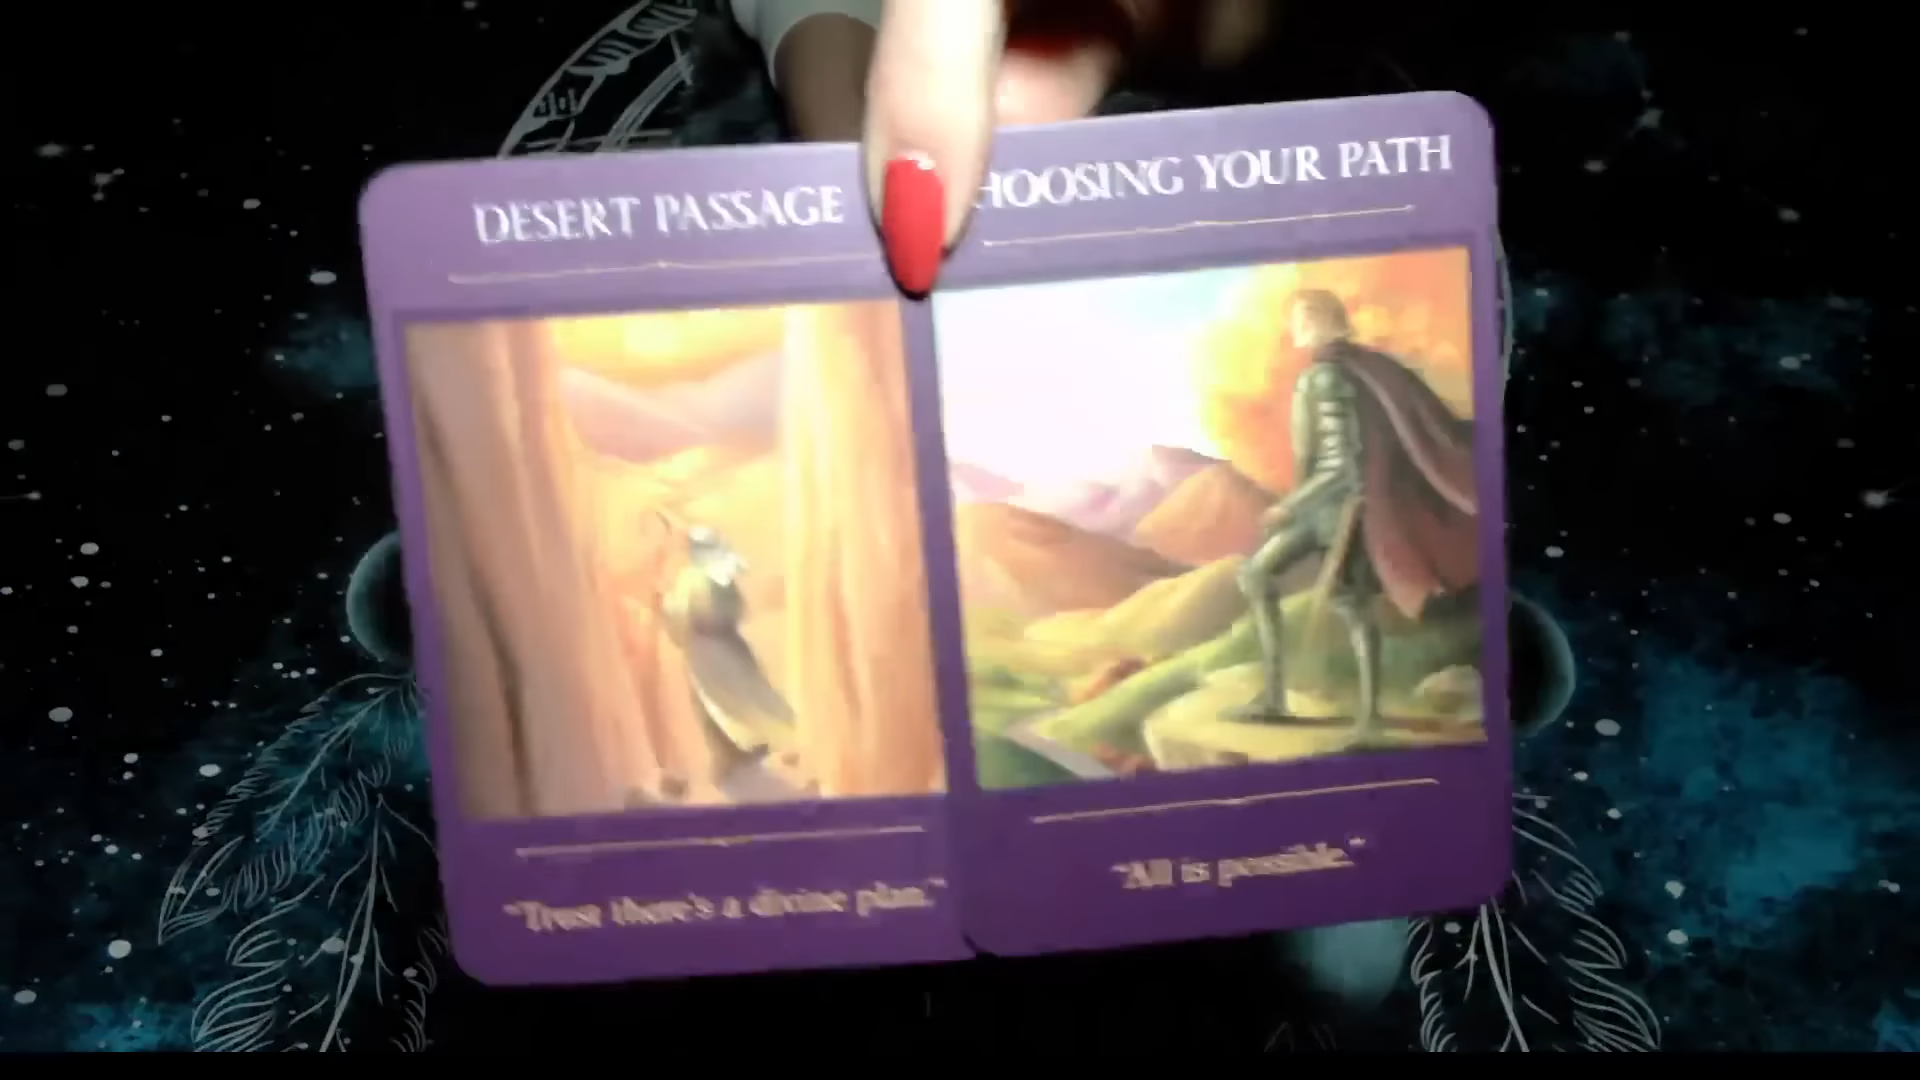 DESERT PASSAGE
HOOSING YOUR PATH
"Trust there's a divine plan."
"All is possible."